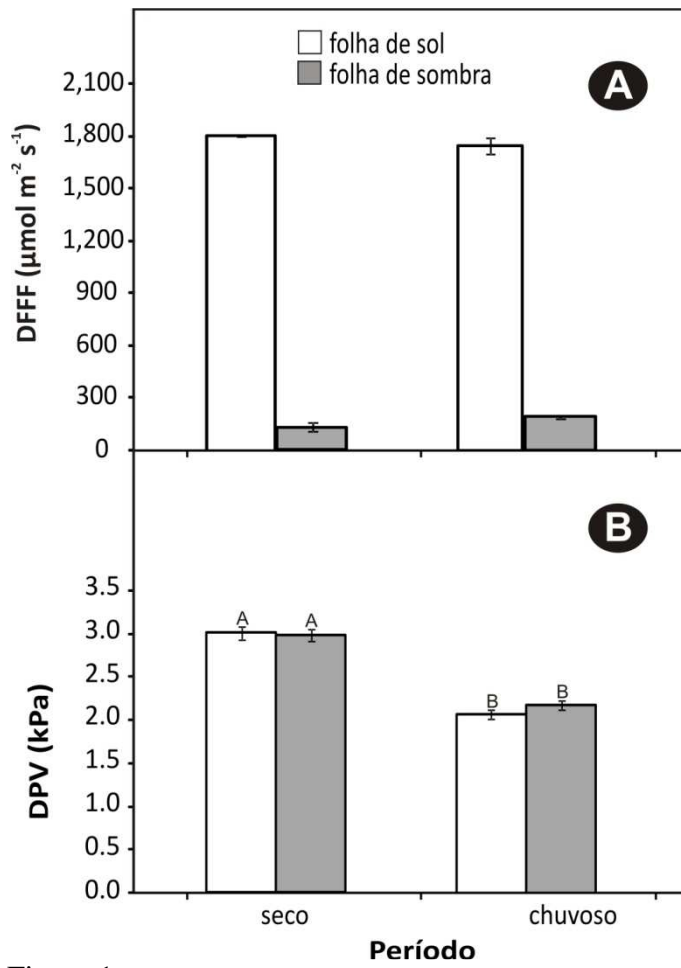 folha de sol
folha de sombra
A
2,100
1,800
1,500
1,200
900
600
300
0
DFFF (µmol m⁻² s⁻¹)
B
3.5
3.0
2.5
2.0
1.5
1.0
0.5
0.0
DPV (kPa)
A A
B B
seco chuvoso
Período